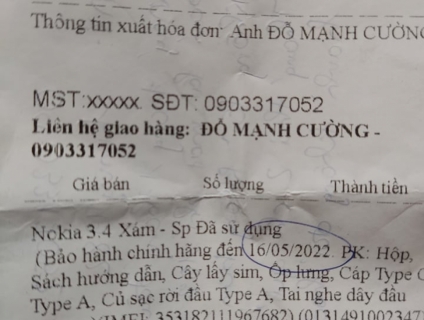 Thông tin xuất hóa đơn: Anh ĐỖ MẠNH CƯỜNG
MST:xxxxx. SĐT: 0903317052
Liên hệ giao hàng: ĐỖ MẠNH CƯỜNG -
0903317052
Giá bán Số lượng Thành tiền
Nokia 3.4 Xám - Sp Đã sử dụng
(Bảo hành chính hãng đến 16/05/2022. PK: Hộp,
Sách hướng dẫn, Cây lấy sim, Ốp lưng, Cáp Type C
Type A, Củ sạc rời đầu Type A, Tai nghe dây đầu
IMEI: 353182111967682) (0131491002347